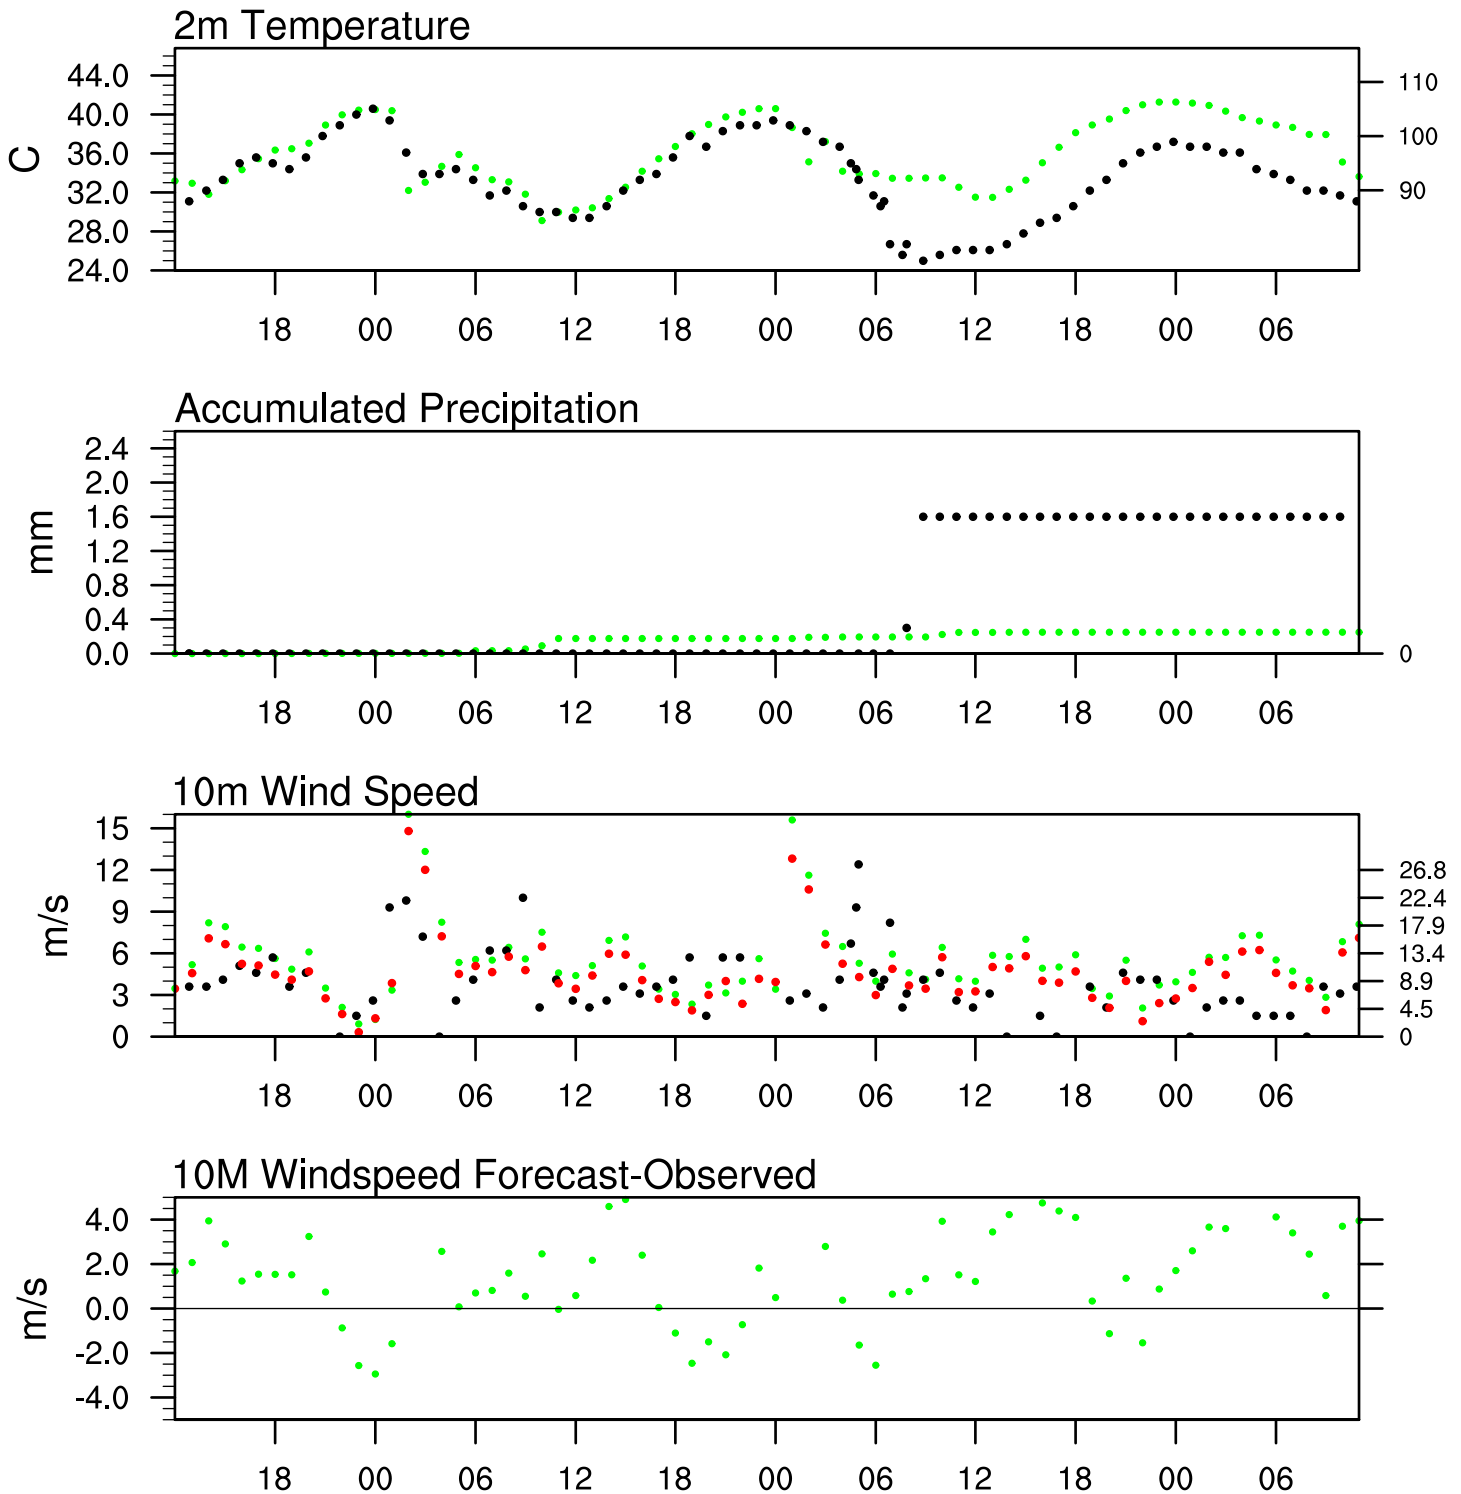 2m Temperature
44.0
40.0
36.0
32.0
28.0
24.0
C
110
100
90
18 00 06 12 18 00 06 12 18 00 06
Accumulated Precipitation
2.4
2.0
1.6
1.2
0.8
0.4
0.0
mm
0
18 00 06 12 18 00 06 12 18 00 06
10m Wind Speed
15
12
9
6
3
0
m/s
26.8
22.4
17.9
13.4
8.9
4.5
0
18 00 06 12 18 00 06 12 18 00 06
10M Windspeed Forecast-Observed
4.0
2.0
0.0
-2.0
-4.0
m/s
18 00 06 12 18 00 06 12 18 00 06